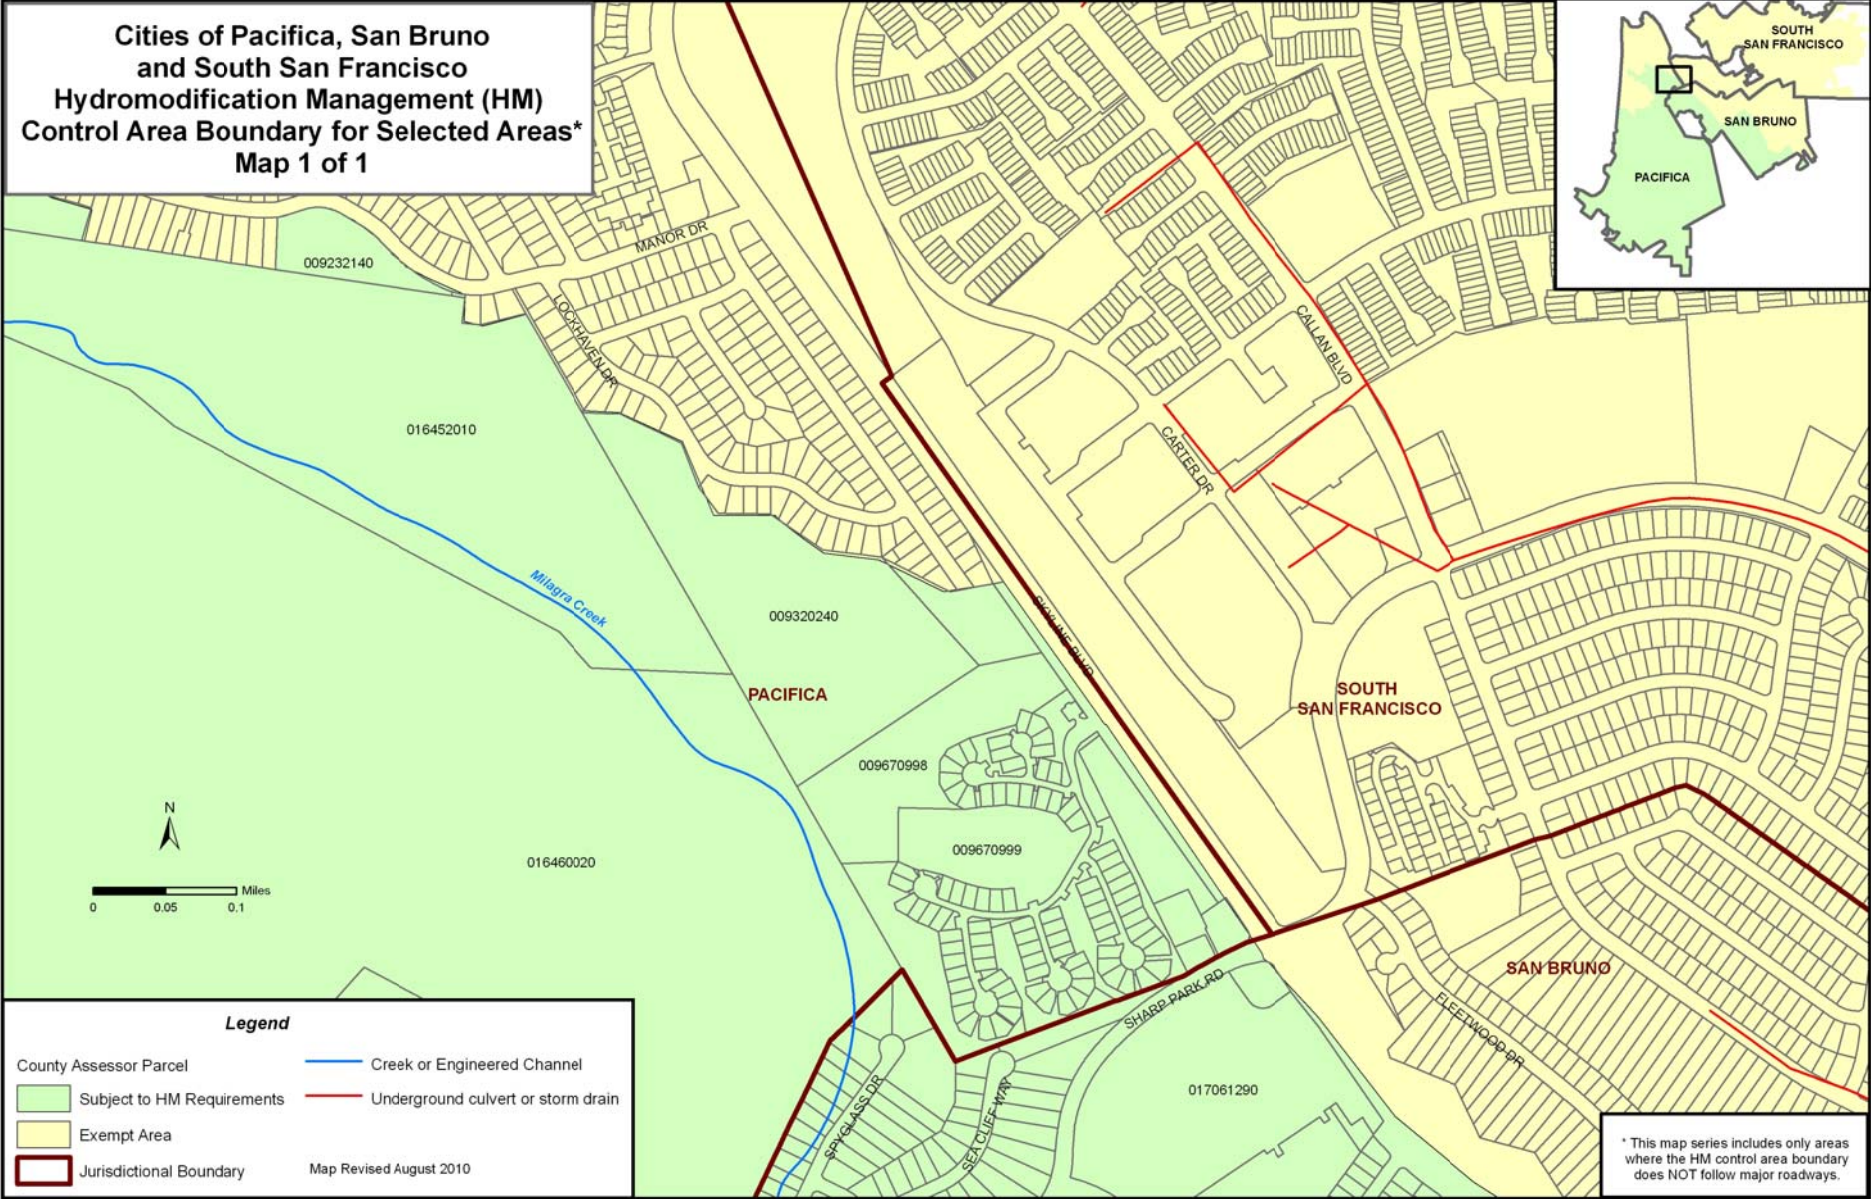 Cities of Pacifica, San Bruno
and South San Francisco
Hydromodification Management (HM)
Control Area Boundary for Selected Areas*
Map 1 of 1
SOUTH
SAN FRANCISCO
SAN BRUNO
PACIFICA
MANOR DR
009232140
LOCKHAVEN DR
CALLAN BLVD
016452010
CARTER DR
Milagra Creek
009320240
SKYLINE BLVD
PACIFICA
SOUTH
SAN FRANCISCO
009670998
N
009670999
016460020
Miles
0 0.05 0.1
SAN BRUNO
SHARP PARK RD
FLEETWOOD DR
017061290
SPYGLASS DR
SEA CLIFF WAY
Legend
County Assessor Parcel
Subject to HM Requirements
Exempt Area
Jurisdictional Boundary
Creek or Engineered Channel
Underground culvert or storm drain
Map Revised August 2010
* This map series includes only areas
where the HM control area boundary
does NOT follow major roadways.